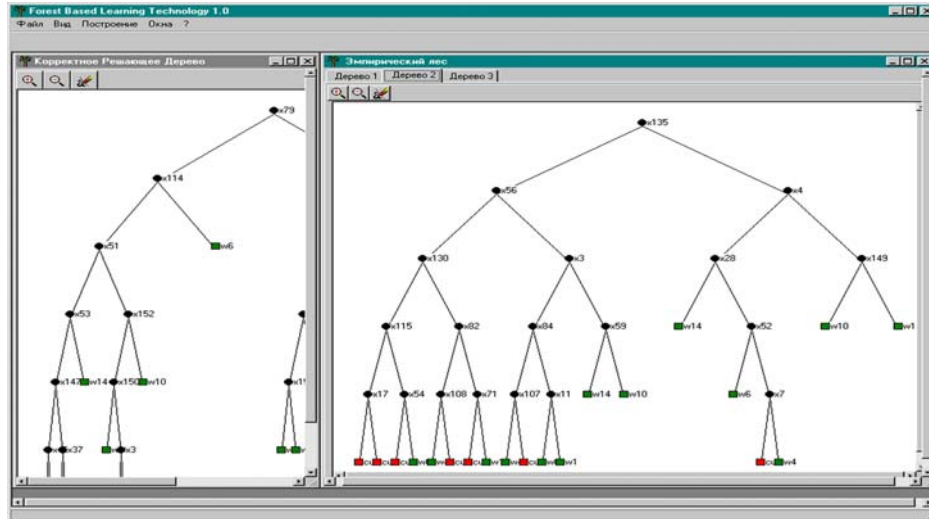 Forest Based Learning Technology 1.0
Файл Вид Построение Окна ?
Корректное Решающее Дерево
x79
x114
x51 w6
x53 x152
x147 w14 x150 w10
x37 x3
Эмпирический лес
Дерево 1 Дерево 2 Дерево 3
x135
x56 x4
x130 x3 x28 x149
x115 x82 x84 x59 w14 x52 w10 w1
x17 x54 x108 x71 x107 x11 w14 w10 w6 x7
w1 w4